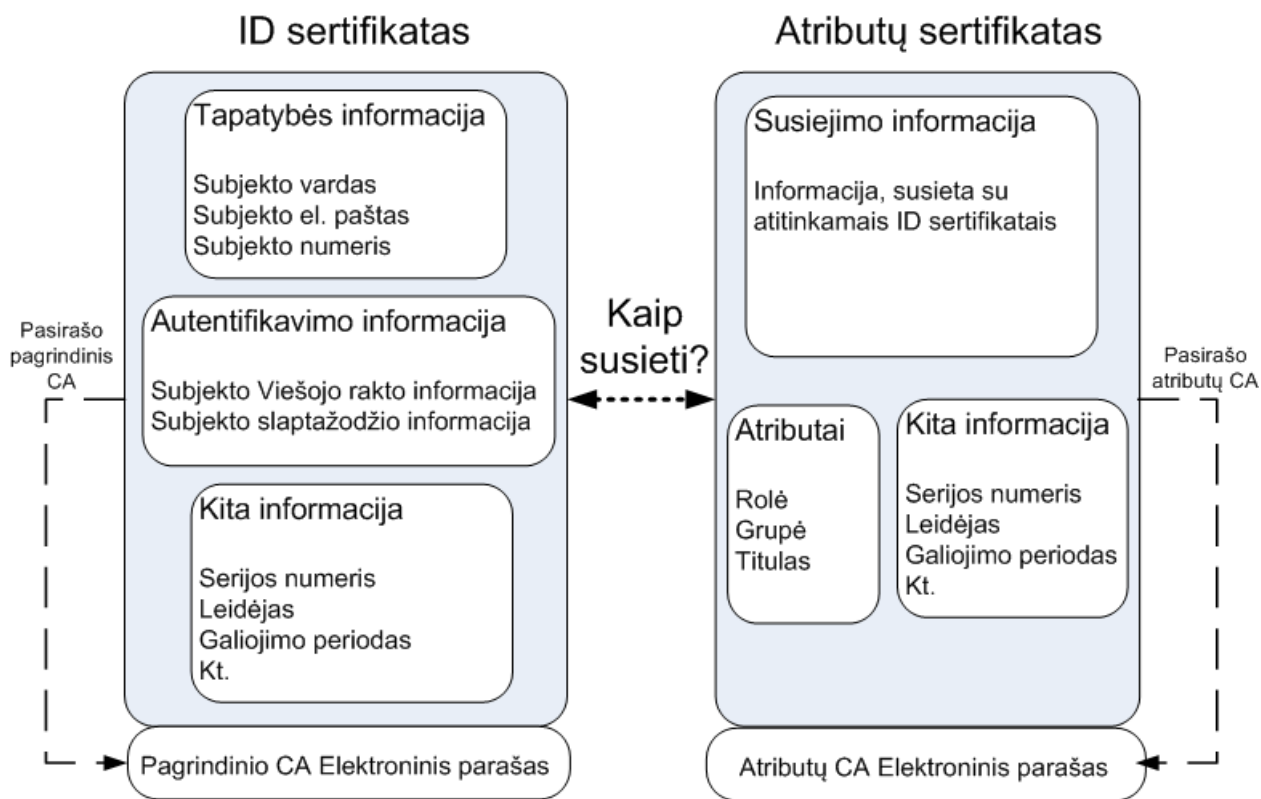 ID sertifikatas
Tapatybės informacija
Subjekto vardas
Subjekto el. paštas
Subjekto numeris
Autentifikavimo informacija
Subjekto Viešojo rakto informacija
Subjekto slaptažodžio informacija
Kita informacija
Serijos numeris
Leidėjas
Galiojimo periodas
Kt.
Pasirašo
pagrindinis
CA
Pagrindinio CA Elektroninis parašas
Kaip
susieti?
Atributų sertifikatas
Susiejimo informacija
Informacija, susieta su
atitinkamais ID sertifikatais
Atributai
Rolė
Grupė
Titulas
Kita informacija
Serijos numeris
Leidėjas
Galiojimo periodas
Kt.
Pasirašo
atributų CA
Atributų CA Elektroninis parašas